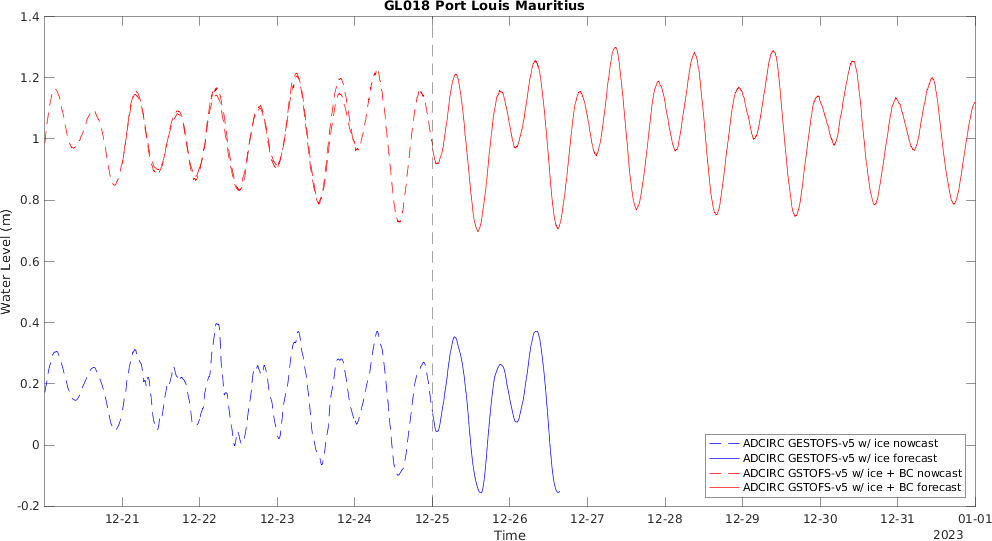 GL018 Port Louis Mauritius
1.4
1.2
1
0.8
0.6
0.4
0.2
0
-0.2
Water Level (m)
ADCIRC GESTOFS-v5 w/ ice nowcast
ADCIRC GESTOFS-v5 w/ ice forecast
ADCIRC GSTOFS-v5 w/ ice + BC nowcast
ADCIRC GSTOFS-v5 w/ ice + BC forecast
12-21 12-22 12-23 12-24 12-25 12-26 12-27 12-28 12-29 12-30 12-31 01-01
Time
2023